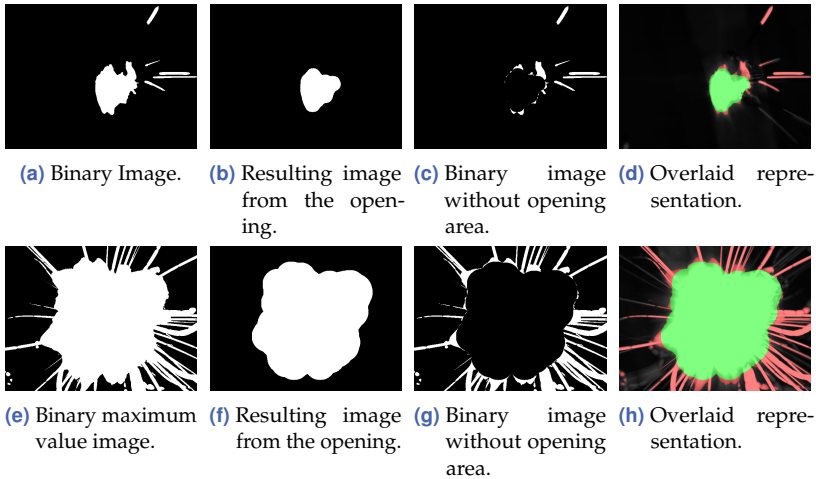 (a) Binary Image.
(b) Resulting image
from the open-
ing.
(c) Binary image
without opening
area.
(d) Overlaid repre-
sentation.
(e) Binary maximum
value image.
(f) Resulting image
from the opening.
(g) Binary image
without opening
area.
(h) Overlaid repre-
sentation.